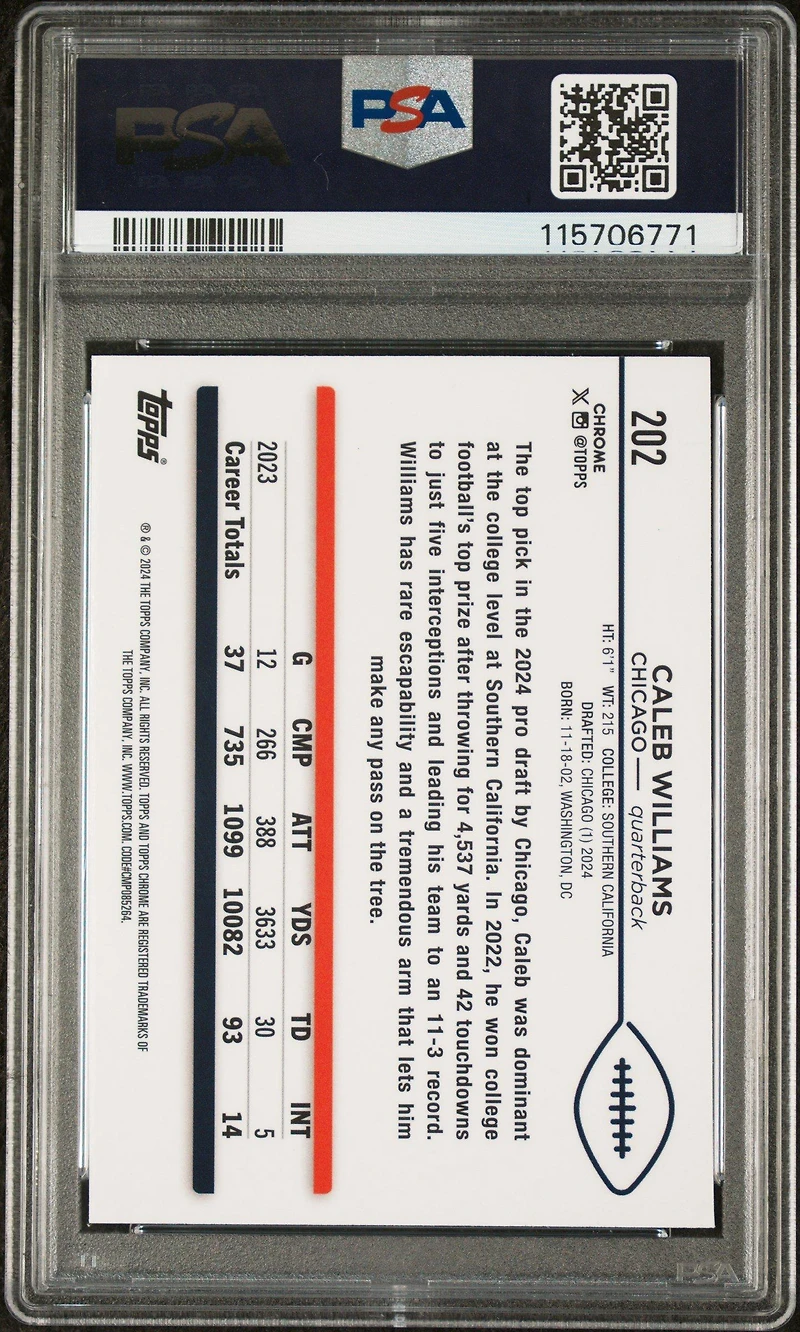 PSA
PSA
115706771
202
CALEB WILLIAMS
CHICAGO — quarterback
CHROME
@TOPPS
HT: 6'1" WT: 215 COLLEGE: SOUTHERN CALIFORNIA
DRAFTED: CHICAGO (1) 2024
BORN: 11-18-02, WASHINGTON, DC
The top pick in the 2024 pro draft by Chicago, Caleb was dominant
at the college level at Southern California. In 2022, he won college
football's top prize after throwing for 4,537 yards and 42 touchdowns
to just five interceptions and leading his team to an 11-3 record.
Williams has rare escapability and a tremendous arm that lets him
make any pass on the tree.
G CMP ATT YDS TD INT
2023 12 266 388 3633 30 5
Career Totals 37 735 1099 10082 93 14
topps®
® & © 2024 THE TOPPS COMPANY, INC. ALL RIGHTS RESERVED. TOPPS AND TOPPS CHROME ARE REGISTERED TRADEMARKS OF
THE TOPPS COMPANY, INC. WWW.TOPPS.COM. CODE#CMP085264.
PSA